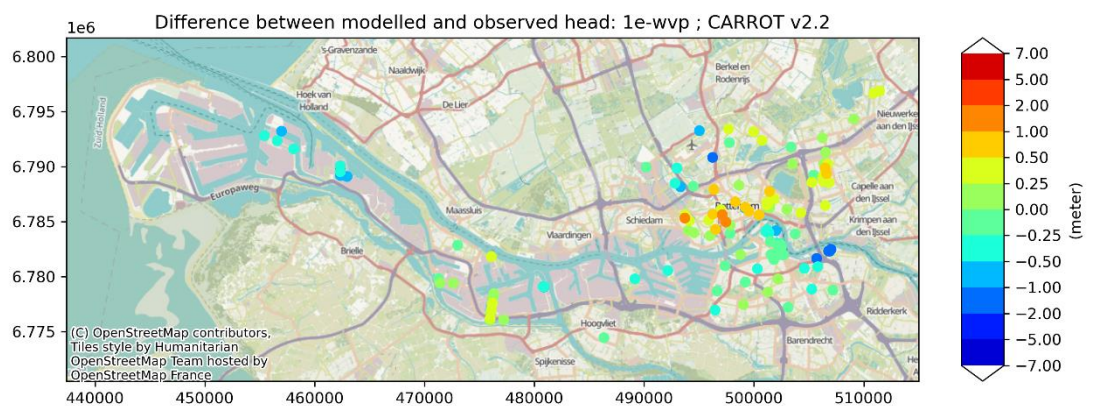 Difference between modelled and observed head: 1e-wvp ; CARROT v2.2
1e6
6.800
6.795
6.790
6.785
6.780
6.775
440000
450000
460000
470000
480000
490000
500000
510000
's-Gravenzande
Naaldwijk
Hoek van
Holland
De Lier
Berkel en
Rodenrijs
Zuid-Holland
Nieuwerke
aan den IJss
Europaweg
Maassluis
Capelle aan
den IJssel
Schiedam
Krimpen aan
den IJssel
Vlaardingen
Brielle
Hoogvliet
Ridderkerk
Barendrecht
Spijkenisse
He
(C) OpenStreetMap contributors,
Tiles style by Humanitarian
OpenStreetMap Team hosted by
OpenStreetMap France
7.00
5.00
2.00
1.00
0.50
0.25
0.00
−0.25
−0.50
−1.00
−2.00
−5.00
−7.00
(meter)